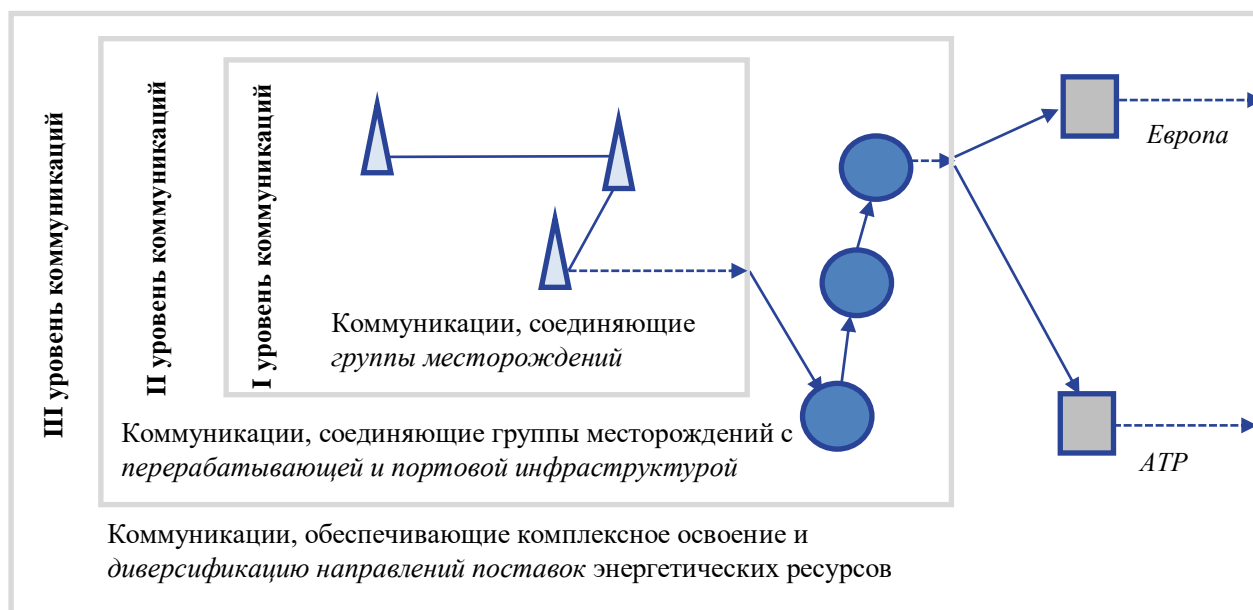 III уровень коммуникаций
II уровень коммуникаций
I уровень коммуникаций
Коммуникации, соединяющие
группы месторождений
Европа
АТР
Коммуникации, соединяющие группы месторождений с
перерабатывающей и портовой инфраструктурой
Коммуникации, обеспечивающие комплексное освоение и
диверсификацию направлений поставок энергетических ресурсов